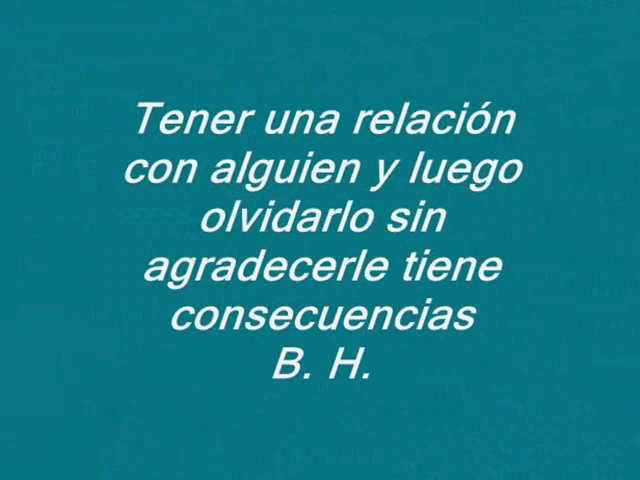 Tener una relación
con alguien y luego
olvidarlo sin
agradecerle tiene
consecuencias
B. H.